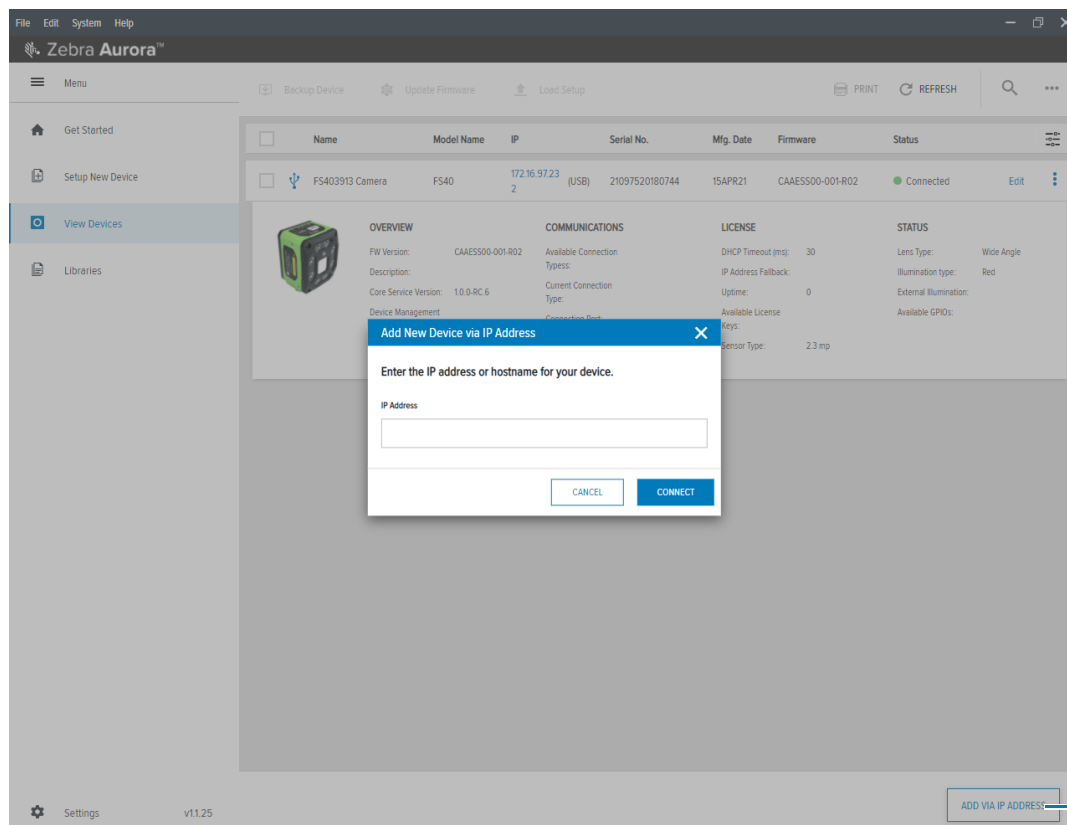 File Edit System Help
Zebra Aurora™
Menu
Backup Device Update Firmware Load Setup PRINT REFRESH
Get Started
Setup New Device
View Devices
Libraries
Name Model Name IP Serial No. Mfg. Date Firmware Status
FS403913 Camera FS40 172.16.97.23 (USB) 21097520180744 15APR21 CAAESS00-001-R02 Connected Edit
2
OVERVIEW COMMUNICATIONS LICENSE STATUS
FW Version: CAAESS00-001-R02 Available Connection DHCP Timeout (ms): 30 Lens Type: Wide Angle
Description: Typess: IP Address Fallback: Illumination type: Red
Core Service Version: 1.0.0-RC.6 Current Connection Uptime: 0 External Illumination:
Type:
Device Management Connection Port: Available License Available GPIOs:
Keys:
Sensor Type: 2.3 mp
Add New Device via IP Address
Enter the IP address or hostname for your device.
IP Address
CANCEL CONNECT
Settings v1.1.25
ADD VIA IP ADDRESS